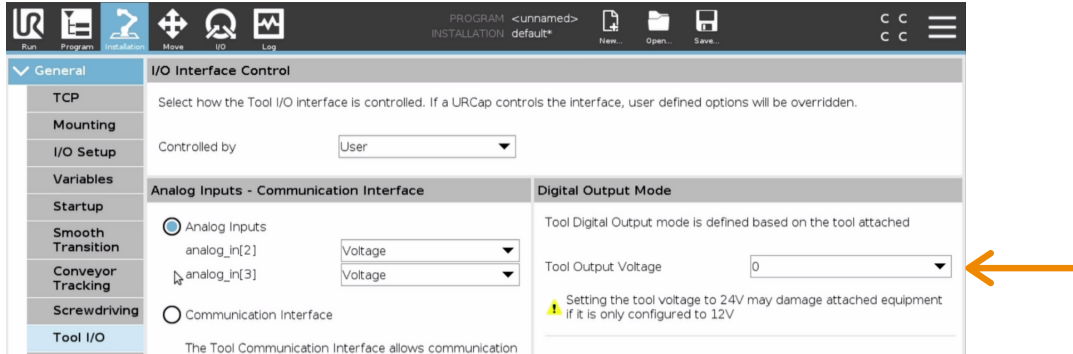 PROGRAM <unnamed>
INSTALLATION default*
UR
Run
Program
Installation
Move
I/O
Log
New...
Open...
Save...
C C
C C
General
TCP
Mounting
I/O Setup
Variables
Startup
Smooth
Transition
Conveyor
Tracking
Screwdriving
Tool I/O
I/O Interface Control
Select how the Tool I/O interface is controlled. If a URCap controls the interface, user defined options will be overridden.
Controlled by User
Analog Inputs - Communication Interface
Analog Inputs
analog_in[2] Voltage
analog_in[3] Voltage
Communication Interface
The Tool Communication Interface allows communication
Digital Output Mode
Tool Digital Output mode is defined based on the tool attached
Tool Output Voltage 0
Setting the tool voltage to 24V may damage attached equipment
if it is only configured to 12V